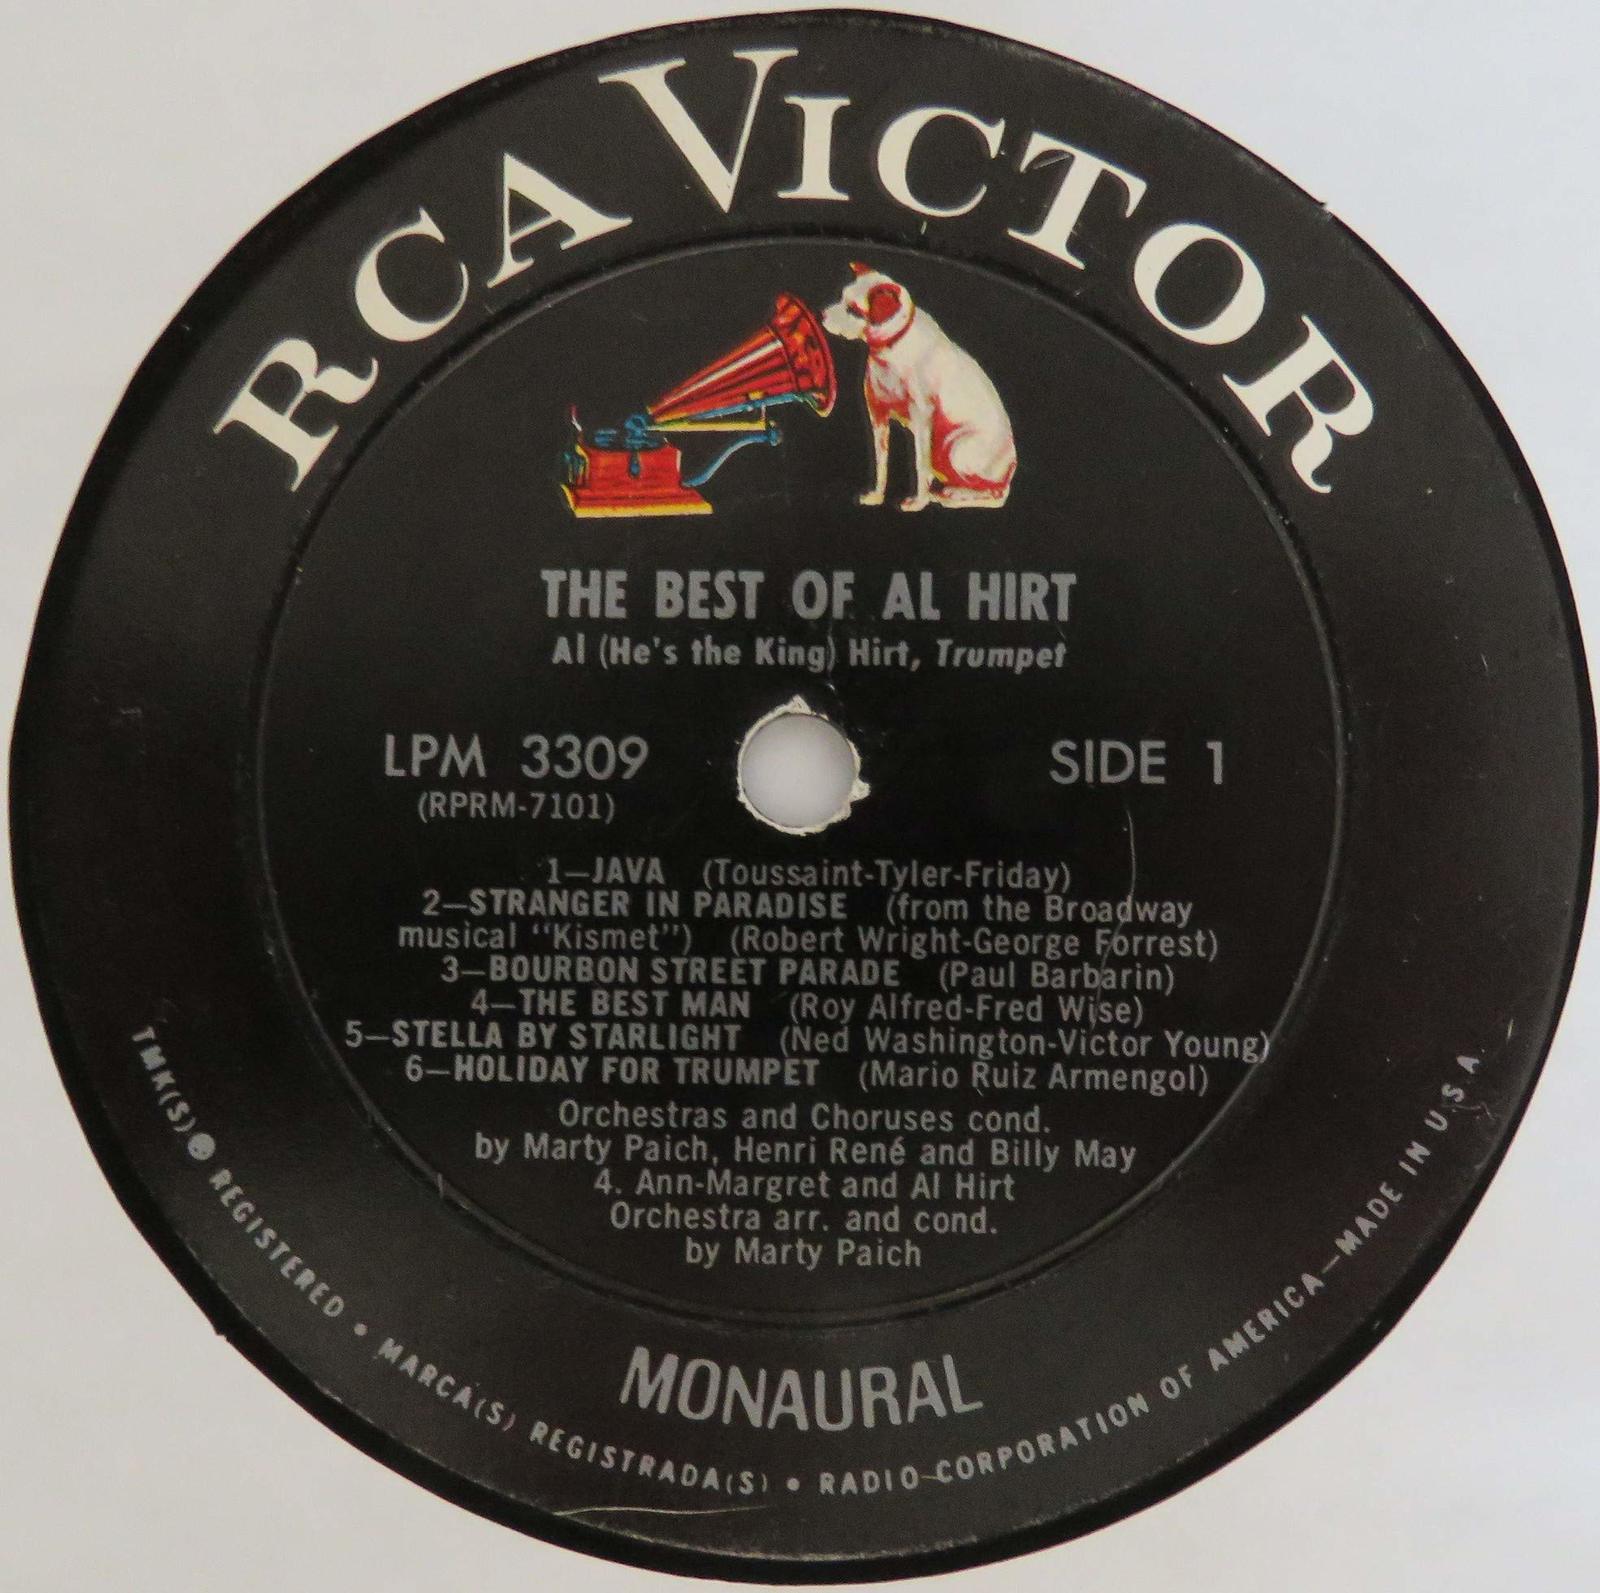 RCA VICTOR
THE BEST OF AL HIRT
Al (He's the King) Hirt, Trumpet
LPM 3309
(RPRM-7101)
SIDE 1
1—JAVA (Toussaint-Tyler-Friday)
2—STRANGER IN PARADISE (from the Broadway
musical "Kismet") (Robert Wright-George Forrest)
3—BOURBON STREET PARADE (Paul Barbarin)
4—THE BEST MAN (Roy Alfred-Fred Wise)
5—STELLA BY STARLIGHT (Ned Washington-Victor Young)
6—HOLIDAY FOR TRUMPET (Mario Ruiz Armengol)
Orchestras and Choruses cond.
by Marty Paich, Henri René and Billy May
4. Ann-Margret and Al Hirt
Orchestra arr. and cond.
by Marty Paich
MONAURAL
TMK(S) ● REGISTERED • MARCA(S) REGISTRADA(S) • RADIO CORPORATION OF AMERICA—MADE IN U.S.A.